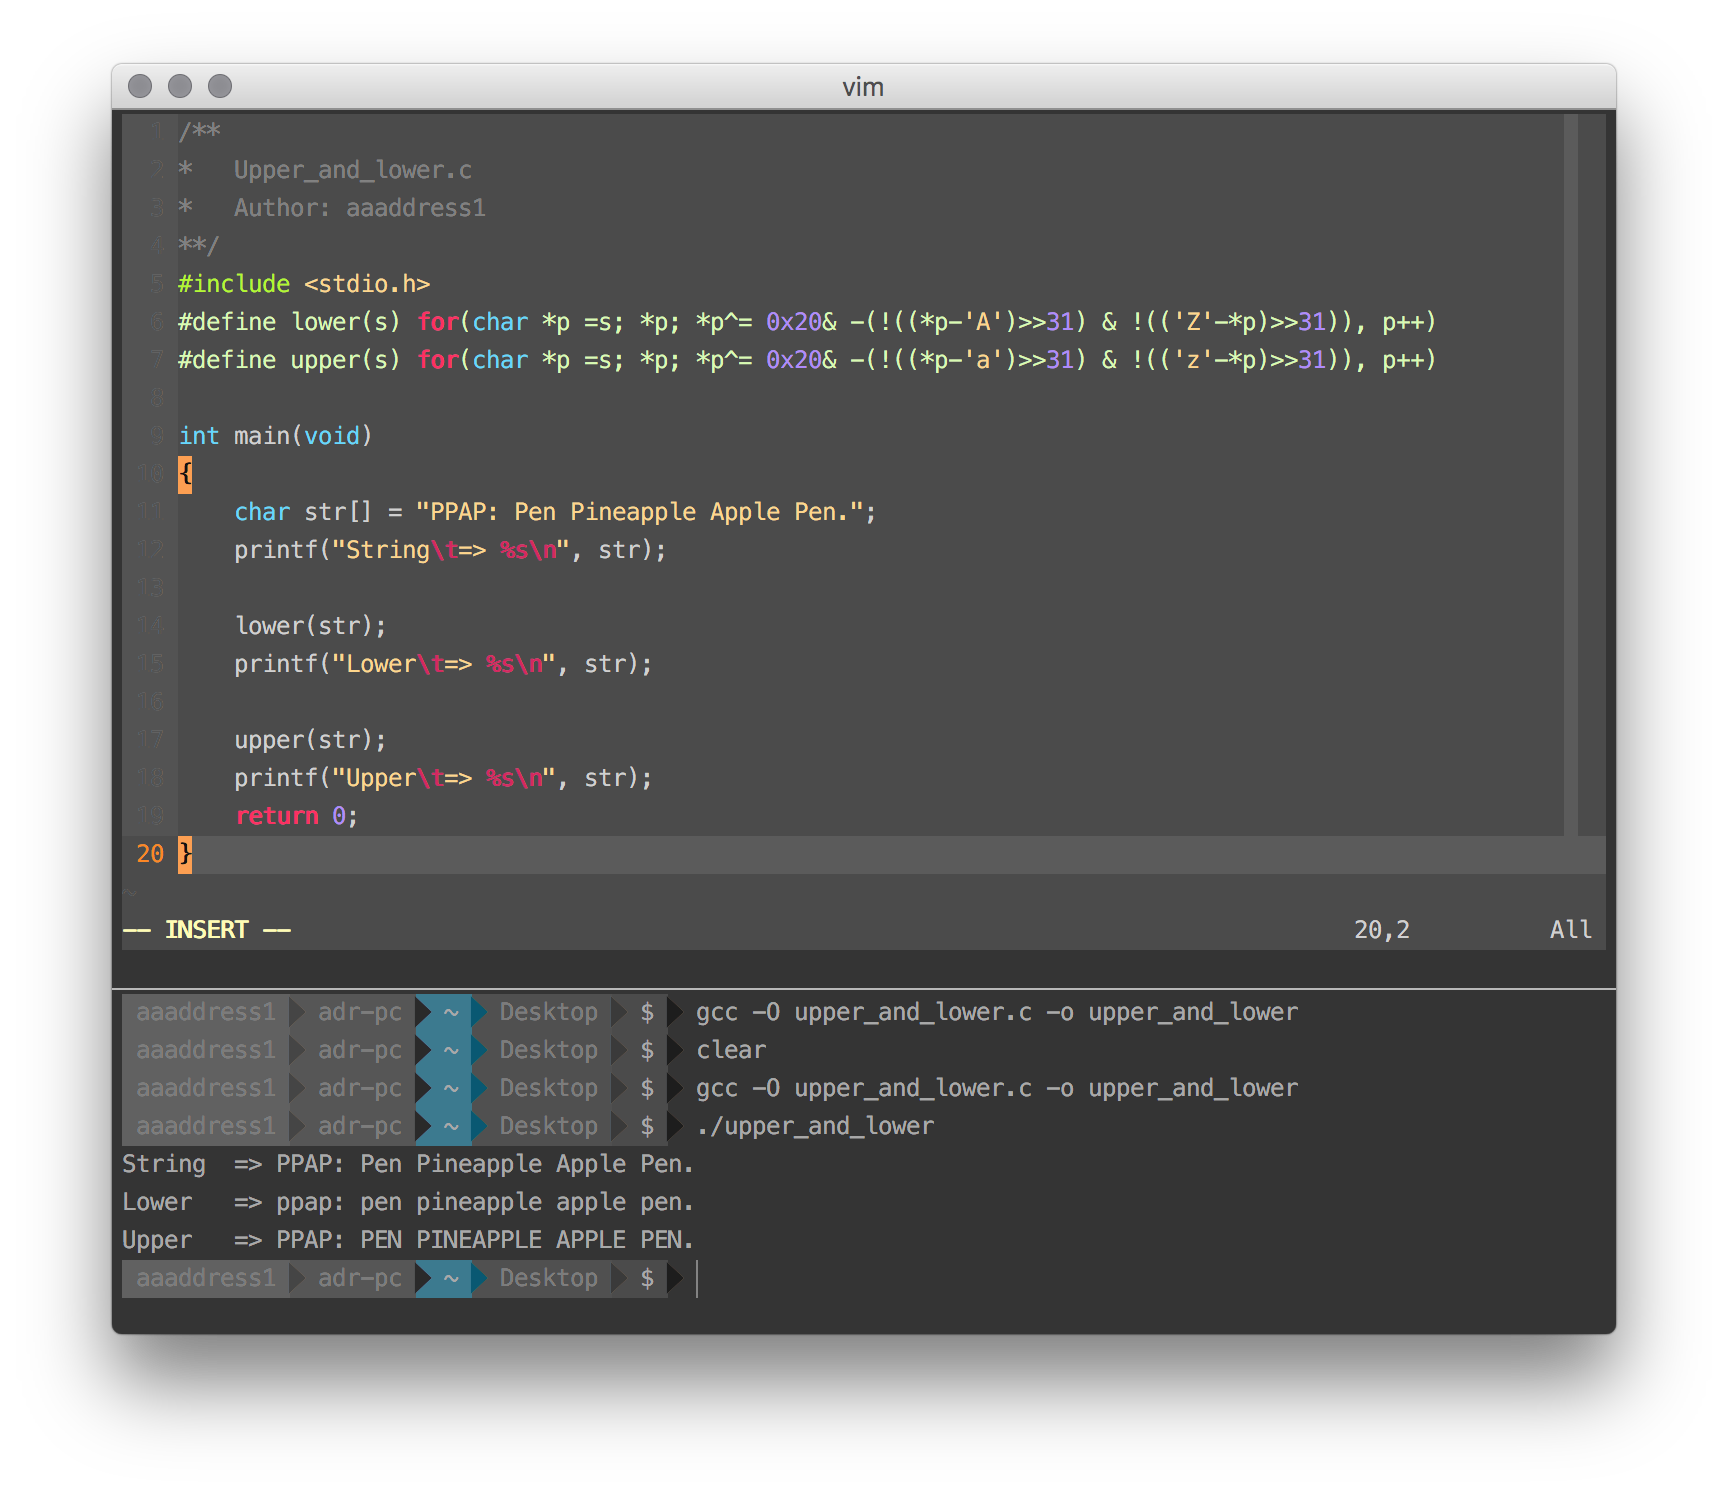 vim
1 /**
2 *   Upper_and_lower.c
3 *   Author: aaaddress1
4 **/
5 #include <stdio.h>
6 #define lower(s) for(char *p =s; *p; *p^= 0x20& -(!((*p-'A')>>31) & !(('Z'-*p)>>31)), p++)
7 #define upper(s) for(char *p =s; *p; *p^= 0x20& -(!((*p-'a')>>31) & !(('z'-*p)>>31)), p++)
8
9 int main(void)
10 {
11     char str[] = "PPAP: Pen Pineapple Apple Pen.";
12     printf("String\t=> %s\n", str);
13
14     lower(str);
15     printf("Lower\t=> %s\n", str);
16
17     upper(str);
18     printf("Upper\t=> %s\n", str);
19     return 0;
20 }
~
-- INSERT --                    20,2          All
aaaddress1 adr-pc ~ Desktop $ gcc -O upper_and_lower.c -o upper_and_lower
aaaddress1 adr-pc ~ Desktop $ clear
aaaddress1 adr-pc ~ Desktop $ gcc -O upper_and_lower.c -o upper_and_lower
aaaddress1 adr-pc ~ Desktop $ ./upper_and_lower
String  => PPAP: Pen Pineapple Apple Pen.
Lower   => ppap: pen pineapple apple pen.
Upper   => PPAP: PEN PINEAPPLE APPLE PEN.
aaaddress1 adr-pc ~ Desktop $